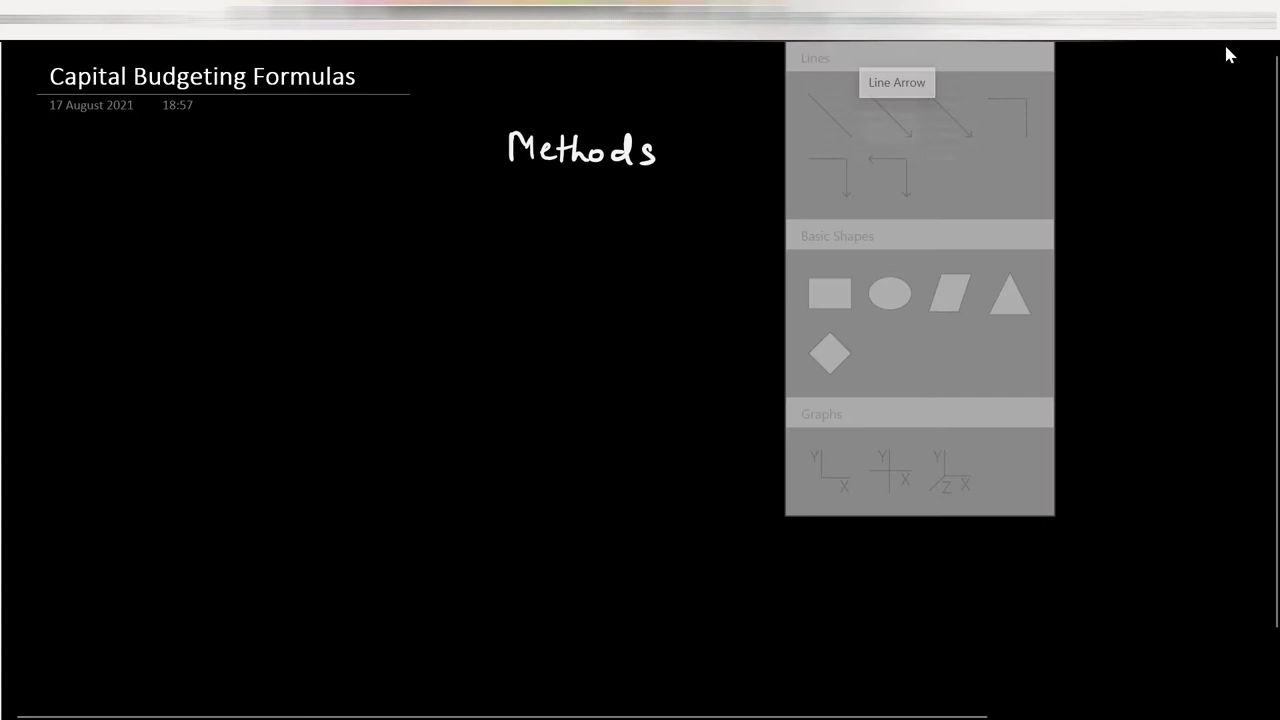 Capital Budgeting Formulas
17 August 2021 18:57
Methods
Lines
Line Arrow
Basic Shapes
Graphs
Y X
Y X
Y Z X